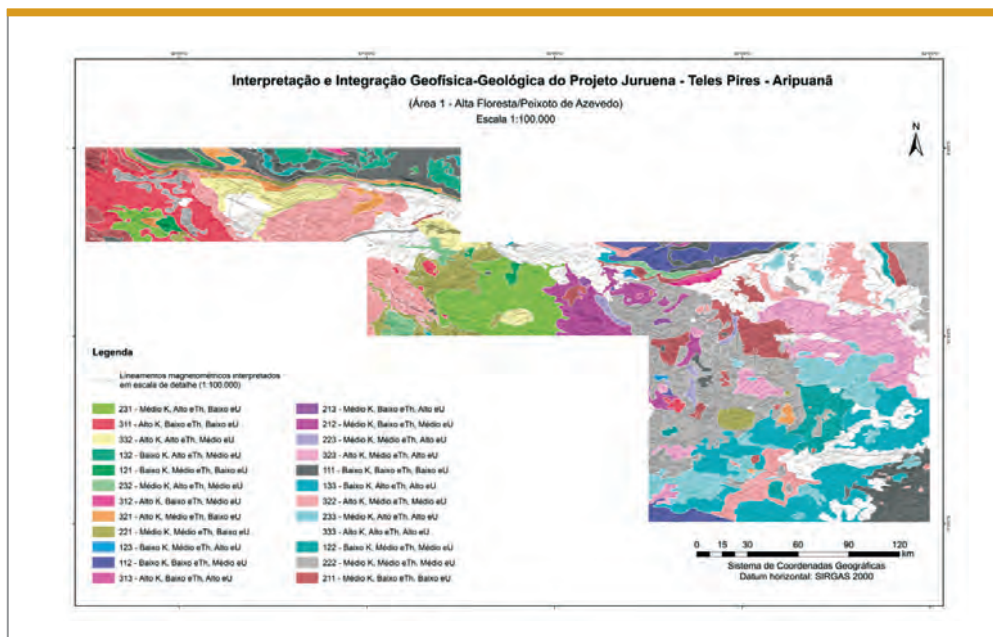 Interpretação e Integração Geofísica-Geológica do Projeto Juruena - Teles Pires - Aripuanã
(Área 1 - Alta Floresta/Peixoto de Azevedo)
Escala 1:100.000
N
Legenda
Lineamentos magnetométricos interpretados
em escala de detalhe (1:100.000)
231 - Médio K, Alto eTh, Baixo eU
311 - Alto K, Baixo eTh, Baixo eU
332 - Alto K, Alto eTh, Médio eU
132 - Baixo K, Alto eTh, Médio eU
121 - Baixo K, Médio eTh, Baixo eU
232 - Médio K, Alto eTh, Médio eU
312 - Alto K, Baixo eTh, Médio eU
321 - Alto K, Médio eTh, Baixo eU
221 - Médio K, Médio eTh, Baixo eU
123 - Baixo K, Médio eTh, Alto eU
112 - Baixo K, Baixo eTh, Médio eU
313 - Alto K, Baixo eTh, Alto eU
213 - Médio K, Baixo eTh, Alto eU
212 - Médio K, Baixo eTh, Médio eU
223 - Médio K, Médio eTh, Alto eU
323 - Alto K, Médio eTh, Alto eU
111 - Baixo K, Baixo eTh, Baixo eU
133 - Baixo K, Alto eTh, Alto eU
322 - Alto K, Médio eTh, Médio eU
233 - Médio K, Alto eTh, Alto eU
333 - Alto K, Alto eTh, Alto eU
122 - Baixo K, Médio eTh, Médio eU
222 - Médio K, Médio eTh, Médio eU
211 - Médio K, Baixo eTh, Baixo eU
0 15 30 60 90 120
km
Sistema de Coordenadas Geográficas
Datum horizontal: SIRGAS 2000